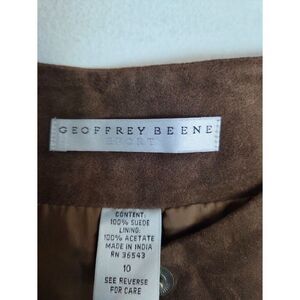 GEOFFREY BEENE
SPORT
CONTENT:
100% SUEDE
LINING:
100% ACETATE
MADE IN INDIA
RN 36543
10
SEE REVERSE
FOR CARE